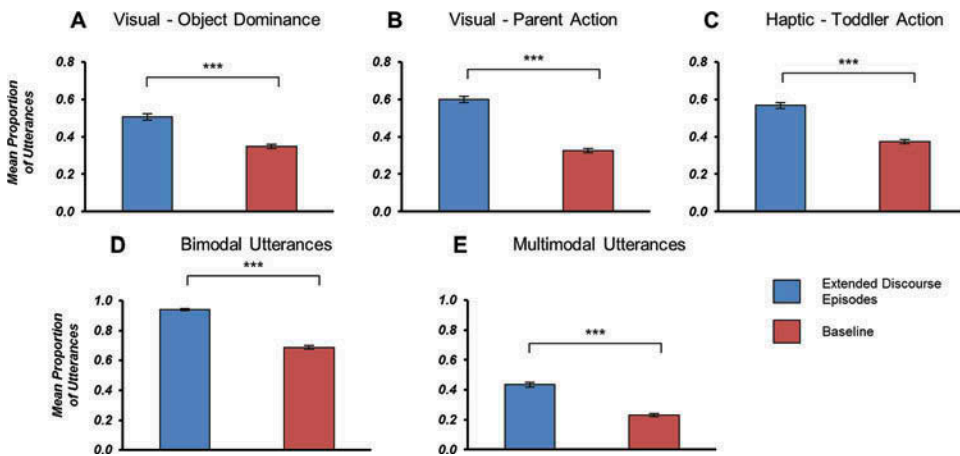 A Visual - Object Dominance
B Visual - Parent Action
C Haptic - Toddler Action
Mean Proportion
of Utterances
0.8
0.6
0.4
0.2
0.0
***
0.8
0.6
0.4
0.2
0.0
***
0.8
0.6
0.4
0.2
0.0
***
D Bimodal Utterances
E Multimodal Utterances
Mean Proportion
of Utterances
1.0
0.8
0.6
0.4
0.2
0.0
***
1.0
0.8
0.6
0.4
0.2
0.0
***
Extended Discourse
Episodes
Baseline